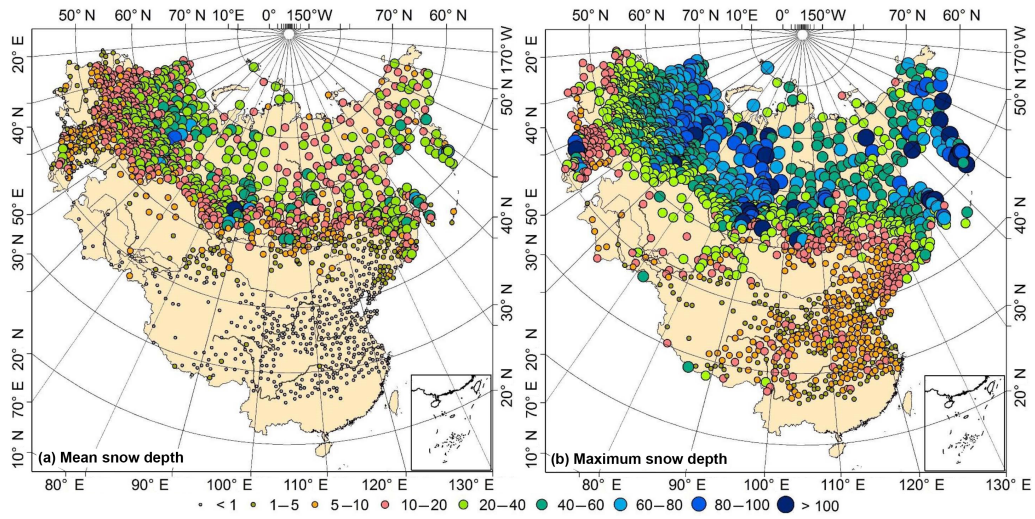 50° N 60° N 70° N 10° E 0° 150° W 70° N 60° N
20° E
170° W
50° N
40° N
50° E
40° N
30° N
30° N
20° N
20° N
70° E
10° N
(a) Mean snow depth
80° E 90° E 100° E 110° E 120° E 130° E
50° N 60° N 70° N 10° E 0° 150° W 70° N 60° N
20° E
170° W
50° N
40° N
50° E
40° N
30° N
30° N
20° N
20° N
70° E
10° N
(b) Maximum snow depth
80° E 90° E 100° E 110° E 120° E 130° E
< 1 1–5 5–10 10–20 20–40 40–60 60–80 80–100 > 100